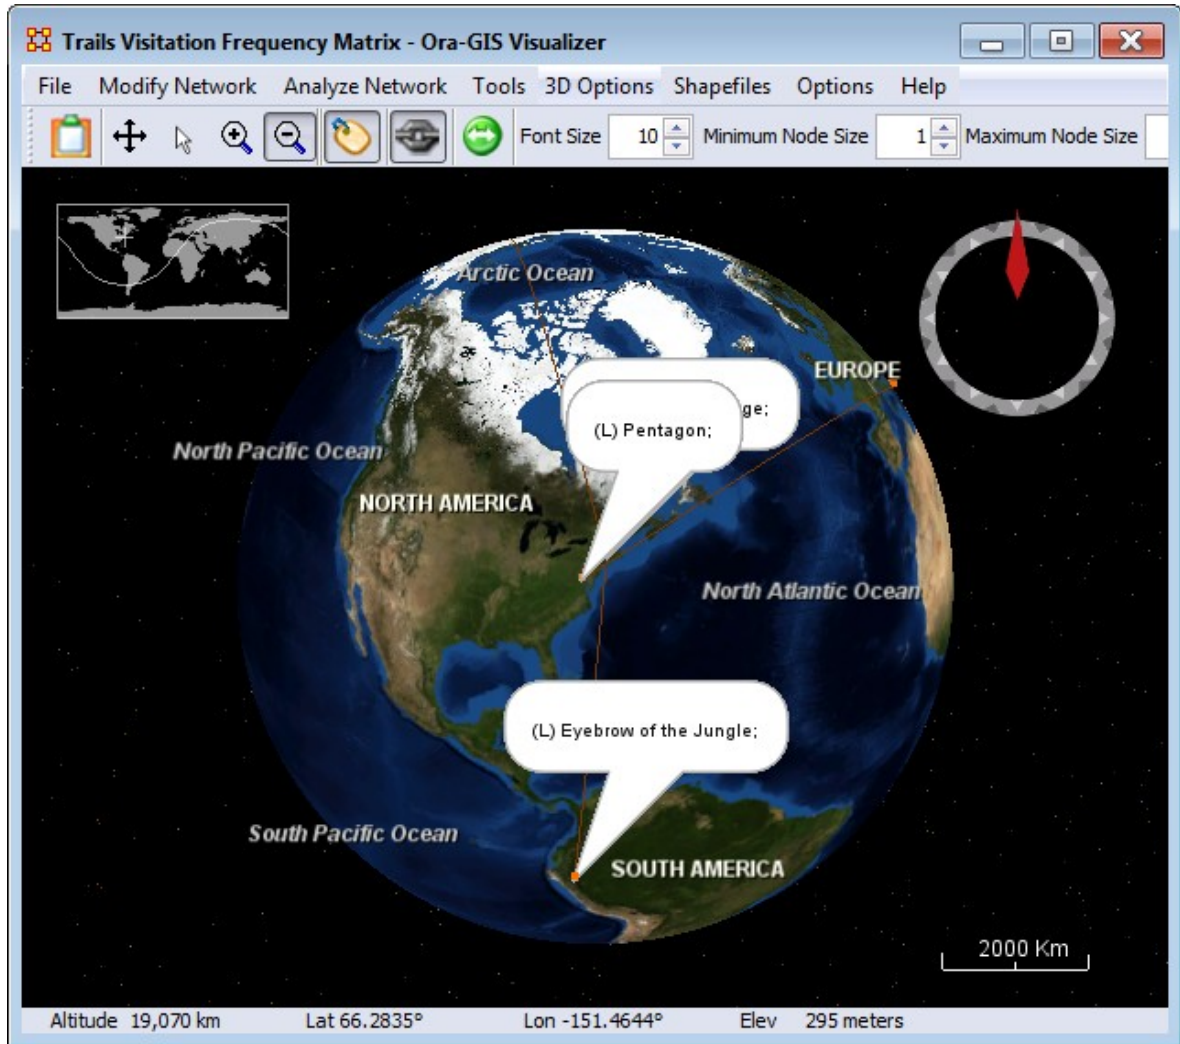 Trails Visitation Frequency Matrix - Ora-GIS Visualizer
File Modify Network Analyze Network Tools 3D Options Shapefiles Options Help
Font Size 10 Minimum Node Size 1 Maximum Node Size
Arctic Ocean
EUROPE
ge;
(L) Pentagon;
North Pacific Ocean
NORTH AMERICA
North Atlantic Ocean
(L) Eyebrow of the Jungle;
South Pacific Ocean
SOUTH AMERICA
2000 Km
Altitude 19,070 km Lat 66.2835° Lon -151.4644° Elev 295 meters